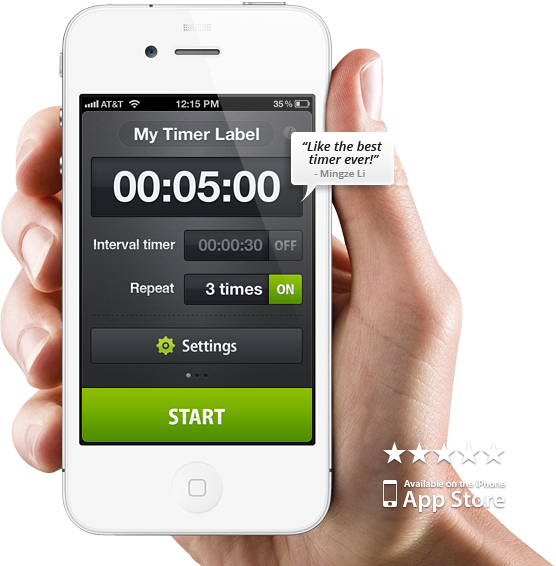 AT&T 12:15 PM 35%
My Timer Label
“Like the best
timer ever!”
- Mingze Li
00:05:00
Interval timer 00:00:30 OFF
Repeat 3 times ON
Settings
START
Available on the iPhone
App Store